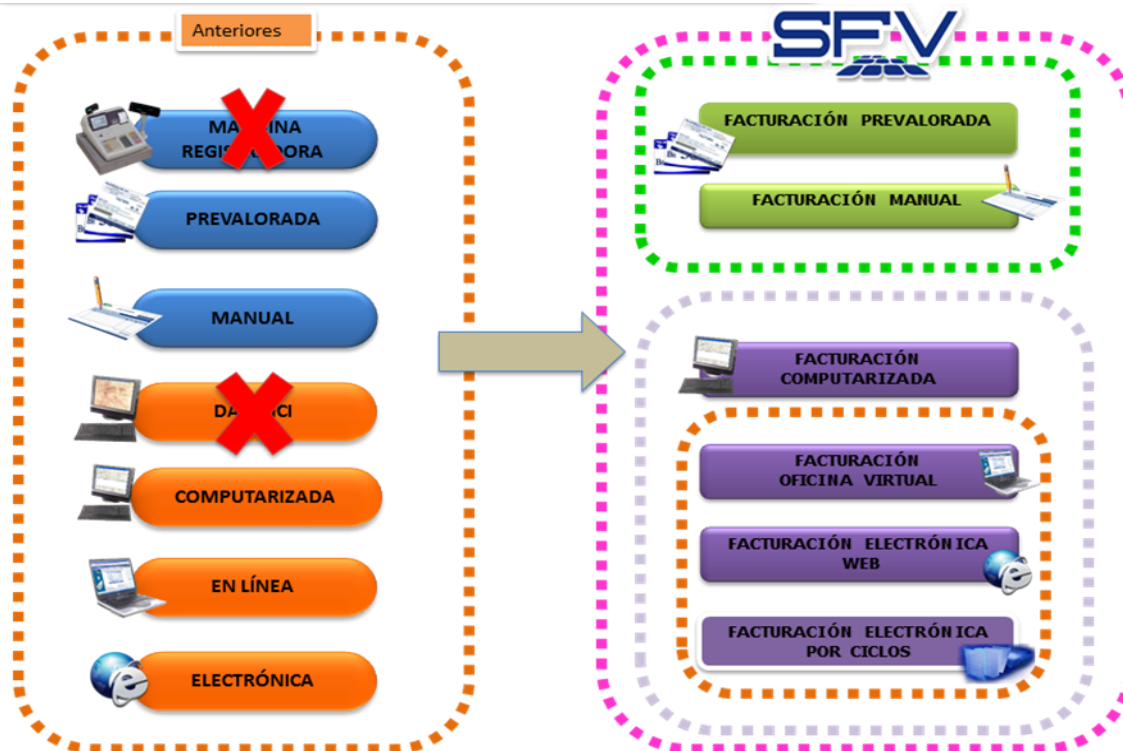 Anteriores
REGISTRADORA
PREVALORADA
MANUAL
COMPUTARIZADA
EN LÍNEA
ELECTRÓNICA
SFV
FACTURACIÓN PREVALORADA
FACTURACIÓN MANUAL
FACTURACIÓN
COMPUTARIZADA
FACTURACIÓN
OFICINA VIRTUAL
FACTURACIÓN ELECTRÓNICA
WEB
FACTURACIÓN ELECTRÓNICA
POR CICLOS